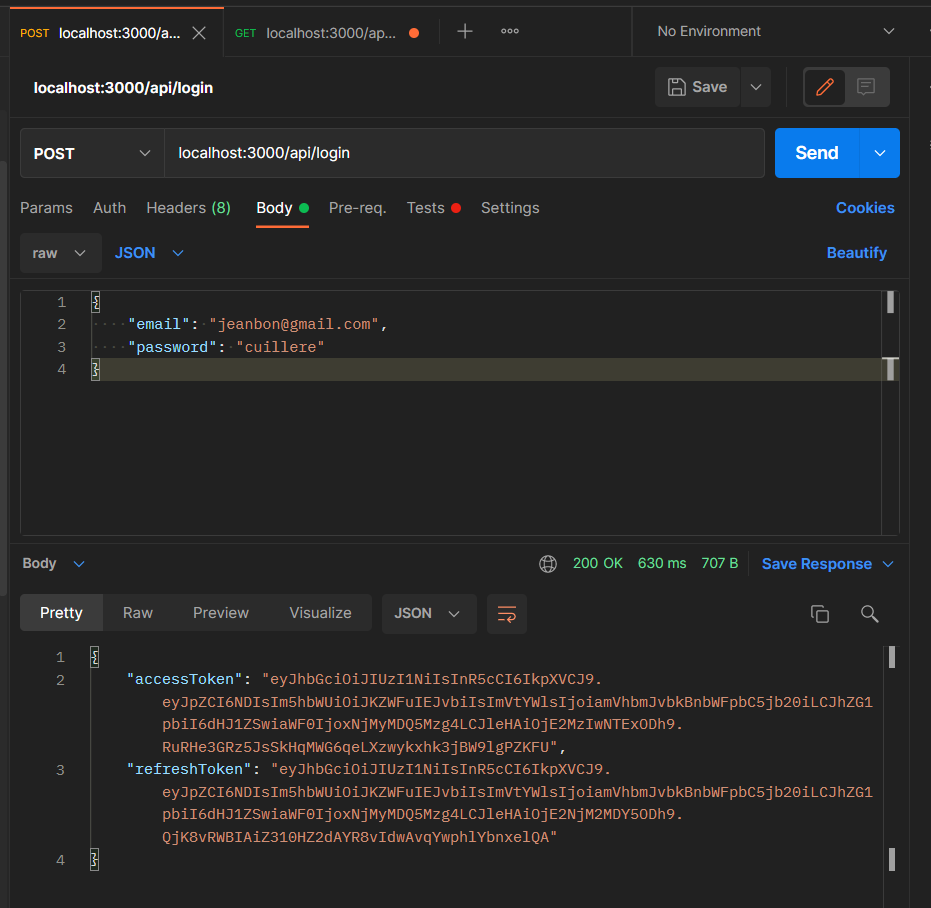 POST localhost:3000/a... GET localhost:3000/ap... No Environment
localhost:3000/api/login Save
POST localhost:3000/api/login Send
Params Auth Headers (8) Body Pre-req. Tests Settings Cookies
raw JSON Beautify
1 {
2 "email": "jeanbon@gmail.com",
3 "password": "cuillere"
4 }
Body 200 OK 630 ms 707 B Save Response
Pretty Raw Preview Visualize JSON
1 {
2 "accessToken": "eyJhbGciOiJIUzI1NiIsInR5cCI6IkpXVCJ9.
eyJpZCI6NDIsIm5hbWUiOiJKZWFuIEJvbiIsImVtYWlsIjoiamVhbmJvbkBnbWFpbC5jb20iLCJhZG1
pbiI6dHJ1ZSwiaWF0IjoxNjMyMDQ5Mzg4LCJleHAiOjE2MzIwNTExODh9.
RuRHe3GRz5JsSkHqMWG6qeLXzwykxhk3jBW9lgPZKFU",
3 "refreshToken": "eyJhbGciOiJIUzI1NiIsInR5cCI6IkpXVCJ9.
eyJpZCI6NDIsIm5hbWUiOiJKZWFuIEJvbiIsImVtYWlsIjoiamVhbmJvbkBnbWFpbC5jb20iLCJhZG1
pbiI6dHJ1ZSwiaWF0IjoxNjMyMDQ5Mzg4LCJleHAiOjE2NjM2MDY5ODh9.
QjK8vRWBIAiZ310HZ2dAYR8vIdwAvqYwphlYbnxelQA"
4 }